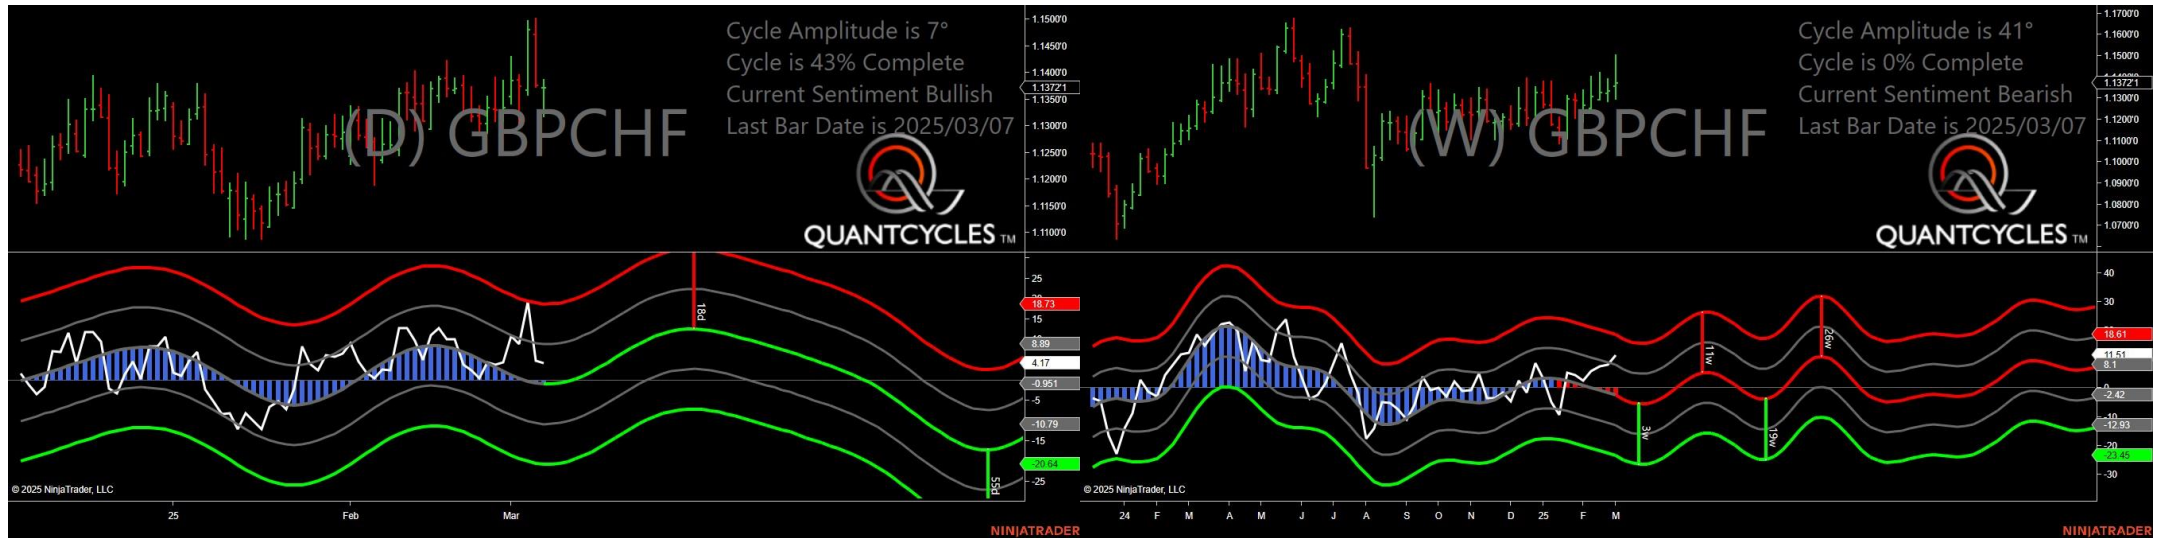 Cycle Amplitude is 7°
Cycle is 43% Complete
Current Sentiment Bullish
Last Bar Date is 2025/03/07
(D) GBPCHF
QUANTCYCLES TM
1.1500'0
1.1450'0
1.1400'0
1.1372'1
1.1350'0
1.1300'0
1.1250'0
1.1200'0
1.1150'0
1.1100'0
18d
55d
25
18.73
15
8.89
4.17
-0.951
-5
-10.79
-15
-20.64
-25
© 2025 NinjaTrader, LLC
25 Feb Mar
NINJATRADER
Cycle Amplitude is 41°
Cycle is 0% Complete
Current Sentiment Bearish
Last Bar Date is 2025/03/07
(W) GBPCHF
QUANTCYCLES TM
1.1700'0
1.1600'0
1.1500'0
1.1372'1
1.1300'0
1.1200'0
1.1100'0
1.1000'0
1.0900'0
1.0800'0
1.0700'0
3w
11w
19w
26w
40
30
18.61
11.51
8.1
0
-2.42
-10
-12.93
-20
-23.45
-30
© 2025 NinjaTrader, LLC
24 F M A M J J A S O N D 25 F M
NINJATRADER